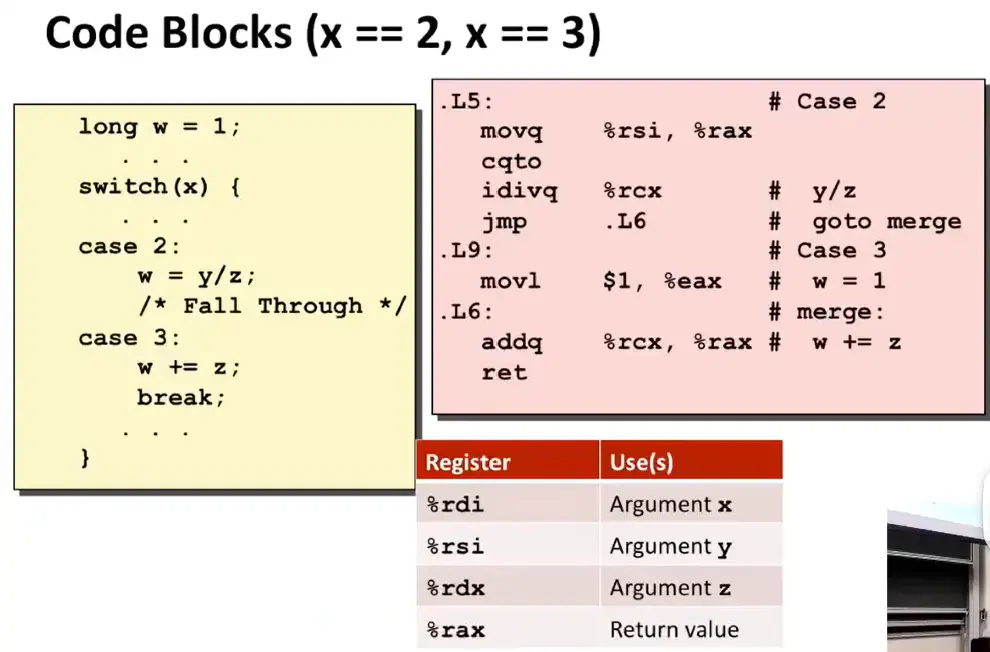 Code Blocks (x == 2, x == 3)
long w = 1;
. . .
switch(x) {
. . .
case 2:
w = y/z;
/* Fall Through */
case 3:
w += z;
break;
. . .
}
.L5: # Case 2
movq %rsi, %rax
cqto
idivq %rcx # y/z
jmp .L6 # goto merge
.L9: # Case 3
movl $1, %eax # w = 1
.L6: # merge:
addq %rcx, %rax # w += z
ret
Register Use(s)
%rdi Argument x
%rsi Argument y
%rdx Argument z
%rax Return value